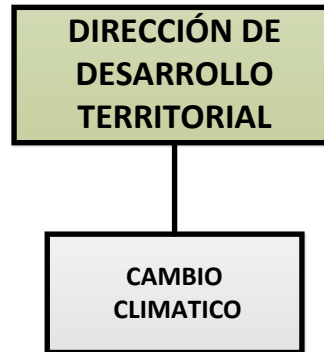 DIRECCIÓN DE
DESARROLLO
TERRITORIAL
CAMBIO
CLIMATICO